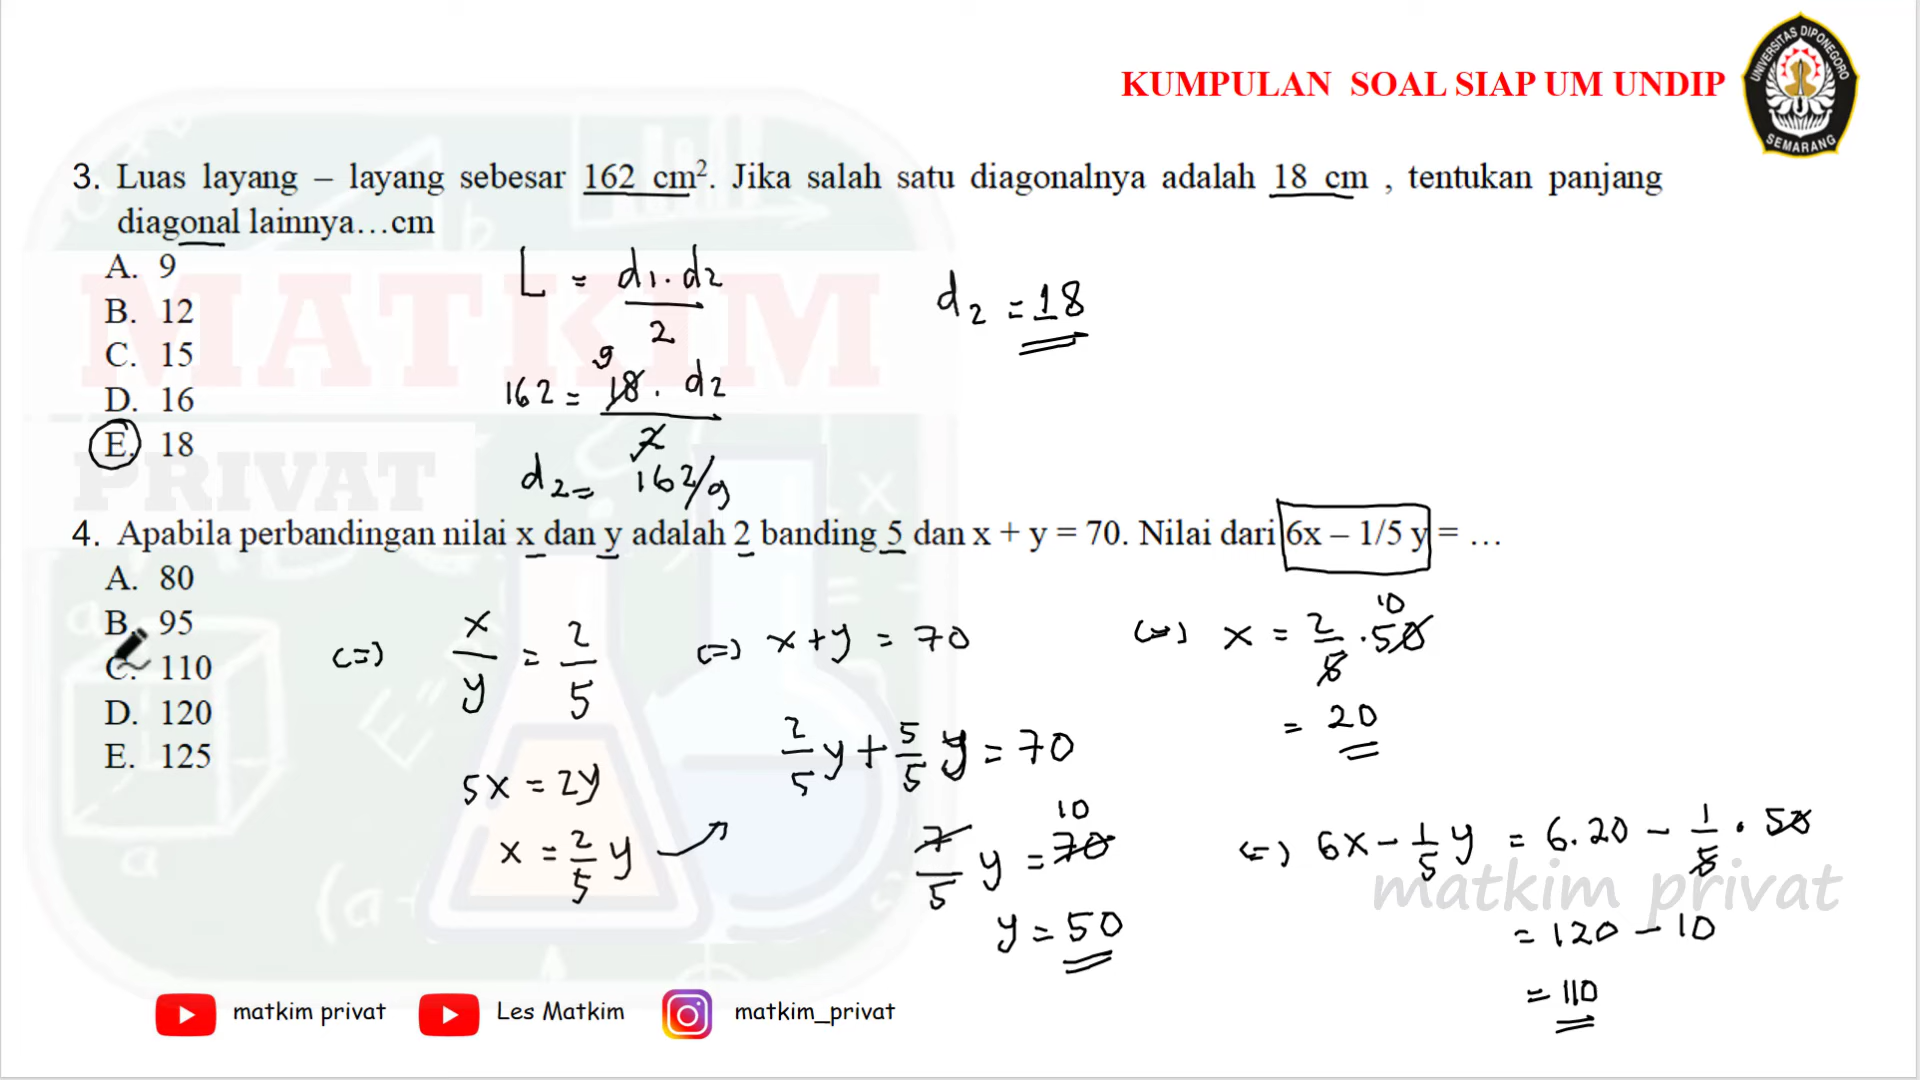 KUMPULAN SOAL SIAP UM UNDIP
UNIVERSITAS DIPONEGORO
SEMARANG
3. Luas layang – layang sebesar 162 cm². Jika salah satu diagonalnya adalah 18 cm , tentukan panjang
diagonal lainnya...cm
A. 9
B. 12
C. 15
D. 16
E. 18
L = d1.d2 / 2
162 = 18 . d2 / 2
9
d2 = 162/9
d2 = 18
MATKIM
PRIVAT
4. Apabila perbandingan nilai x dan y adalah 2 banding 5 dan x + y = 70. Nilai dari 6x – 1/5 y = …
A. 80
B. 95
C. 110
D. 120
E. 125
(=) x/y = 2/5
5x = 2y
x = 2/5 y
(=) x+y = 70
2/5 y + 5/5 y = 70
10
7/5 y = 70
y = 50
10
(=) x = 2/5 . 50
= 20
(=) 6x – 1/5 y = 6.20 – 1/5 . 50
= 120 – 10
= 110
matkim privat
matkim privat
Les Matkim
matkim_privat